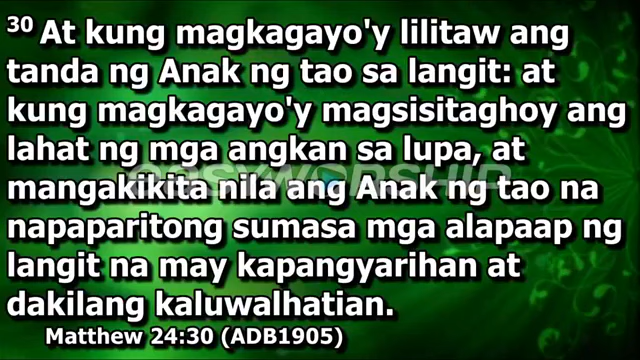 30 At kung magkagayo'y lilitaw ang
tanda ng Anak ng tao sa langit: at
kung magkagayo'y magsisitaghoy ang
lahat ng mga angkan sa lupa, at
mangakikita nila ang Anak ng tao na
napaparitong sumasa mga alapaap ng
langit na may kapangyarihan at
dakilang kaluwalhatian.
Matthew 24:30 (ADB1905)